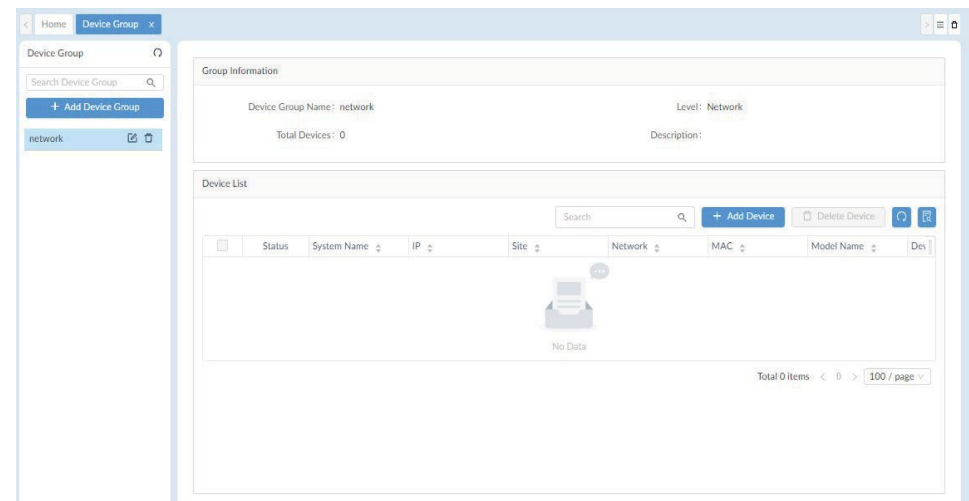 Home
Device Group x
Device Group
Search Device Group
+ Add Device Group
network
Group Information
Device Group Name: network
Level: Network
Total Devices: 0
Description:
Device List
Search
+ Add Device
Delete Device
Status System Name IP Site Network MAC Model Name Dev
No Data
Total 0 items < 0 > 100 / page